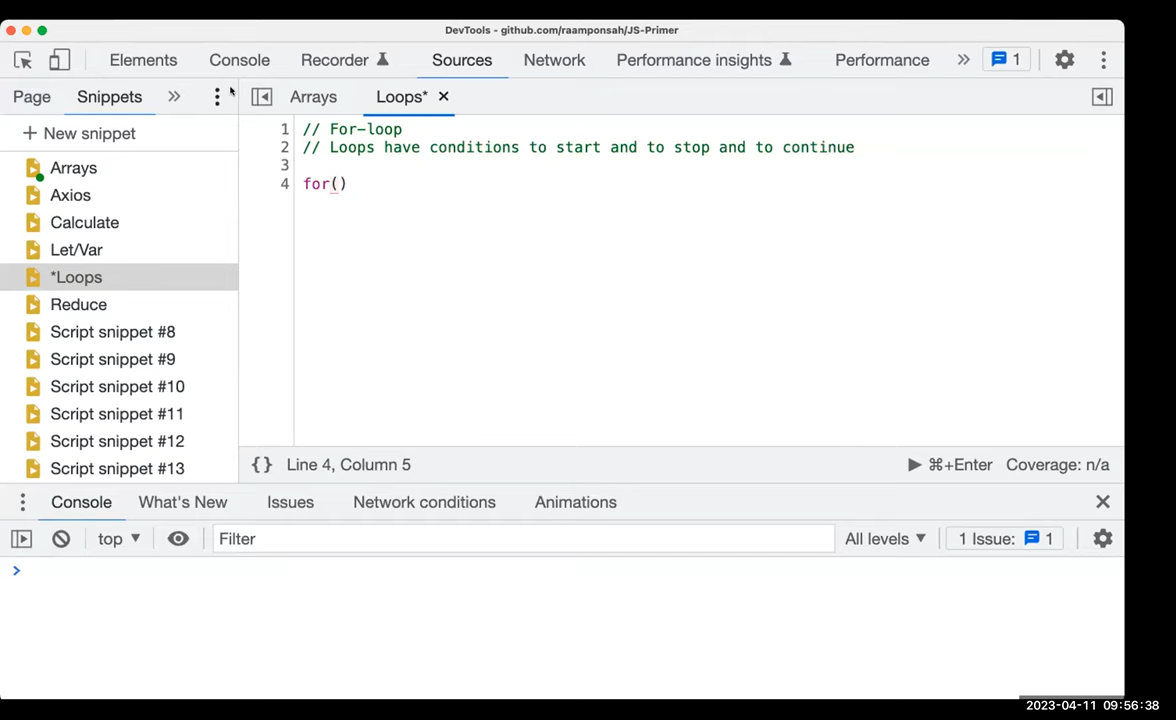 DevTools - github.com/raamponsah/JS-Primer
Elements Console Recorder Sources Network Performance insights Performance » 1
Page Snippets » Arrays Loops* ×
+ New snippet
Arrays
Axios
Calculate
Let/Var
*Loops
Reduce
Script snippet #8
Script snippet #9
Script snippet #10
Script snippet #11
Script snippet #12
Script snippet #13
1 // For-loop
2 // Loops have conditions to start and to stop and to continue
3
4 for()
{} Line 4, Column 5 ⌘+Enter Coverage: n/a
Console What's New Issues Network conditions Animations ×
top ▼ Filter All levels ▼ 1 Issue: 1
>
2023-04-11 09:56:38